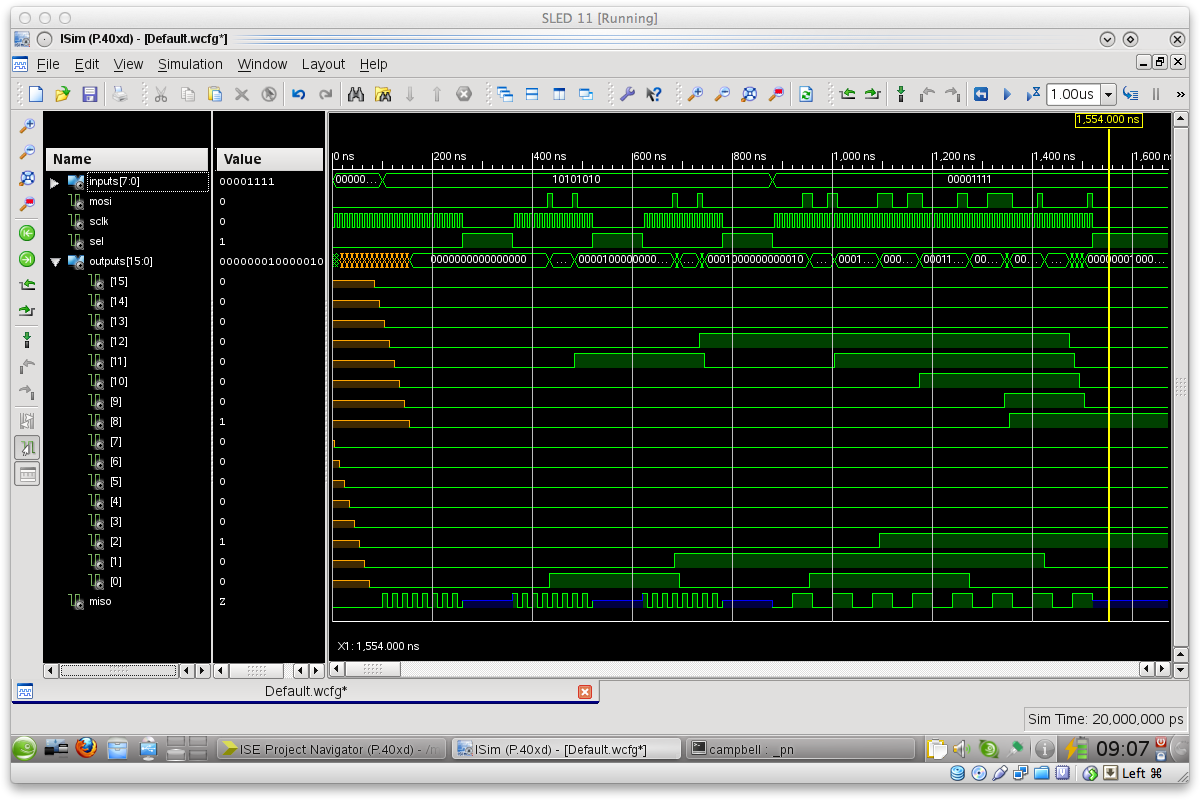 SLED 11 [Running]
ISim (P.40xd) - [Default.wcfg*]
File Edit View Simulation Window Layout Help
1.00us
1,554.000 ns
Name Value
0 ns 200 ns 400 ns 600 ns 800 ns 1,000 ns 1,200 ns 1,400 ns 1,600 n
inputs[7:0] 00001111 00000... 10101010 00001111
mosi 0
sclk 0
sel 1
outputs[15:0] 000000010000010 0000000000000000 0000100000000... ... ... 0001000000000010 0001... 000... 00011... 00... 00... ... 00000001000...
[15] 0
[14] 0
[13] 0
[12] 0
[11] 0
[10] 0
[9] 0
[8] 1
[7] 0
[6] 0
[5] 0
[4] 0
[3] 0
[2] 1
[1] 0
[0] 0
miso Z
X1: 1,554.000 ns
Default.wcfg*
Sim Time: 20,000,000 ps
ISE Project Navigator (P.40xd) - /n ISim (P.40xd) - [Default.wcfg*] campbell : _pn 09:07
Left ⌘